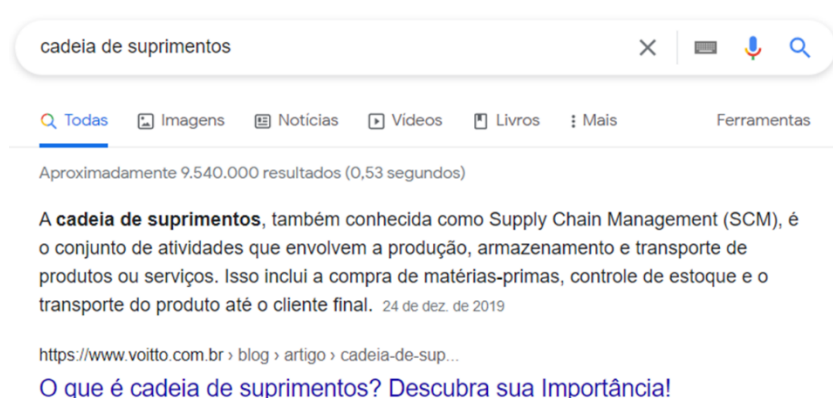 cadeia de suprimentos
Todas Imagens Notícias Vídeos Livros Mais Ferramentas
Aproximadamente 9.540.000 resultados (0,53 segundos)
A cadeia de suprimentos, também conhecida como Supply Chain Management (SCM), é
o conjunto de atividades que envolvem a produção, armazenamento e transporte de
produtos ou serviços. Isso inclui a compra de matérias-primas, controle de estoque e o
transporte do produto até o cliente final. 24 de dez. de 2019
https://www.voitto.com.br › blog › artigo › cadeia-de-sup...
O que é cadeia de suprimentos? Descubra sua Importância!